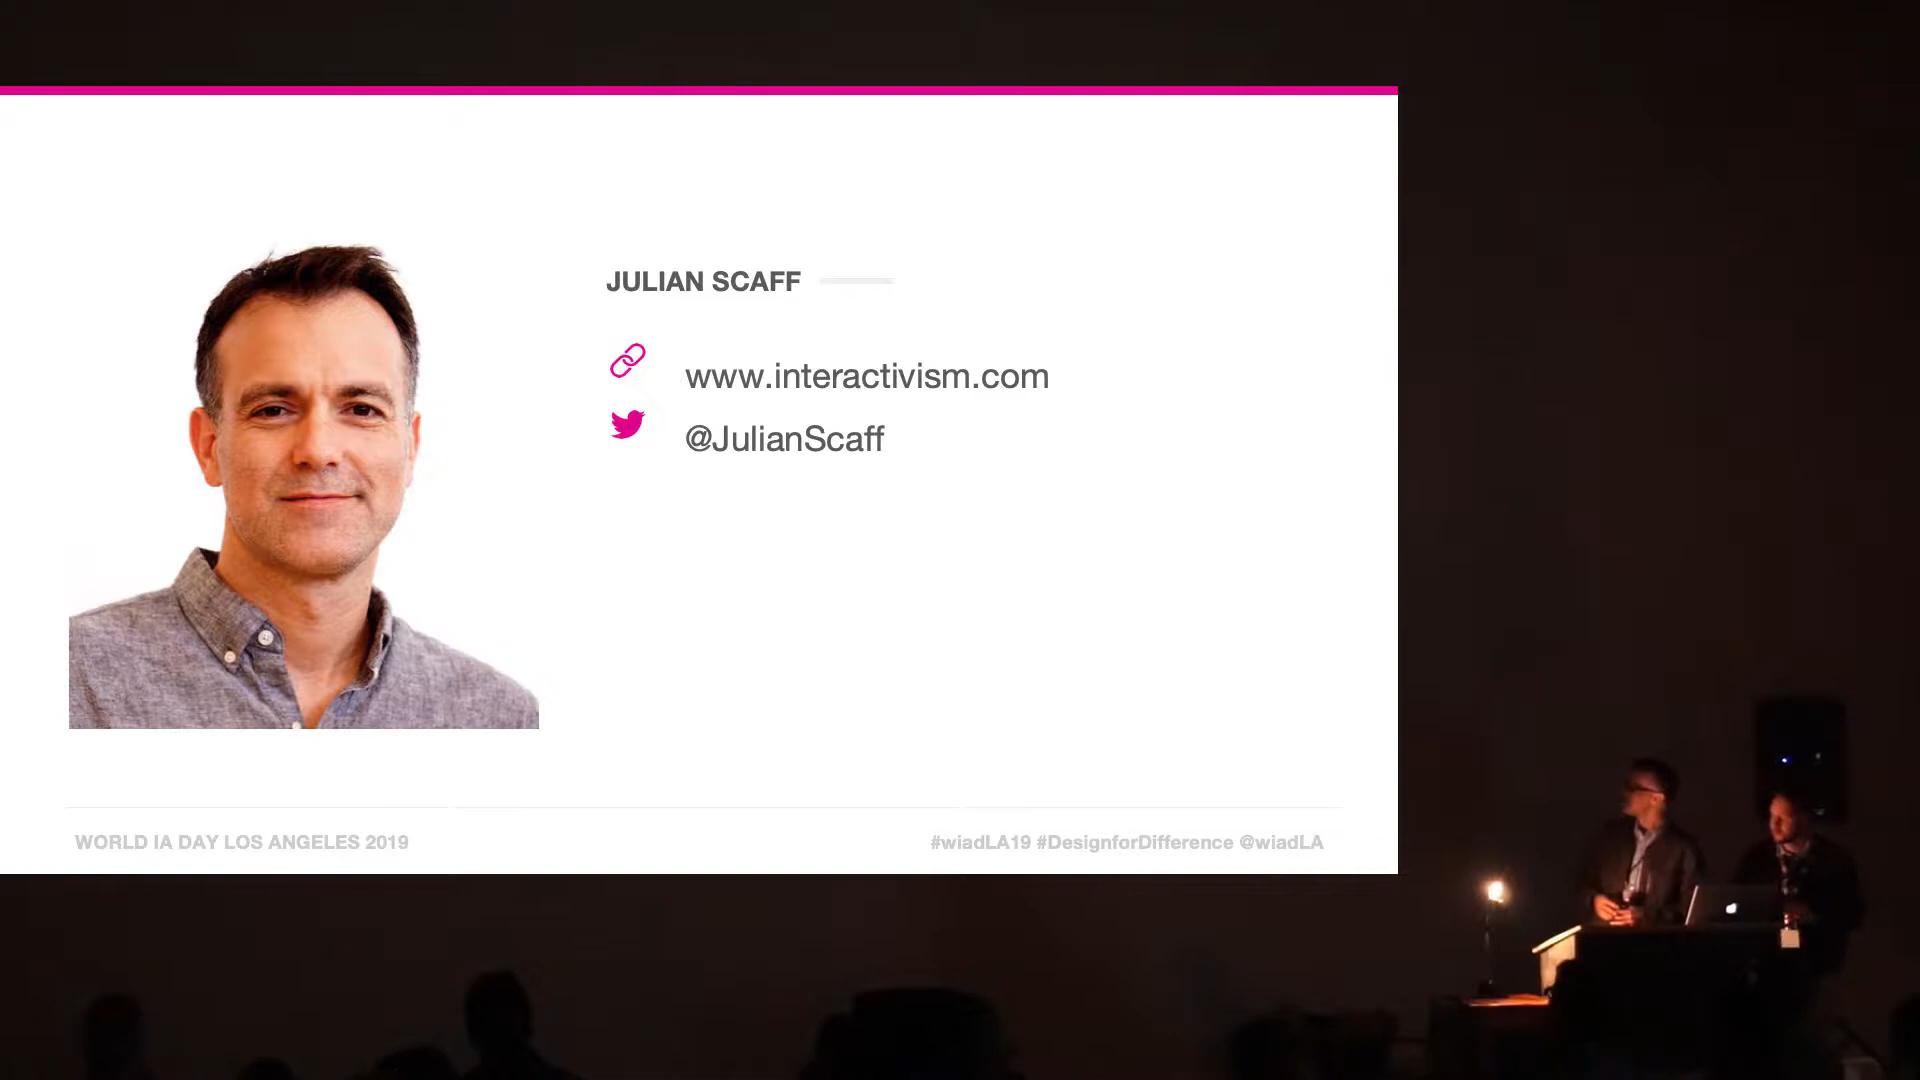 JULIAN SCAFF
www.interactivism.com
@JulianScaff
WORLD IA DAY LOS ANGELES 2019
#wiadLA19 #DesignforDifference @wiadLA